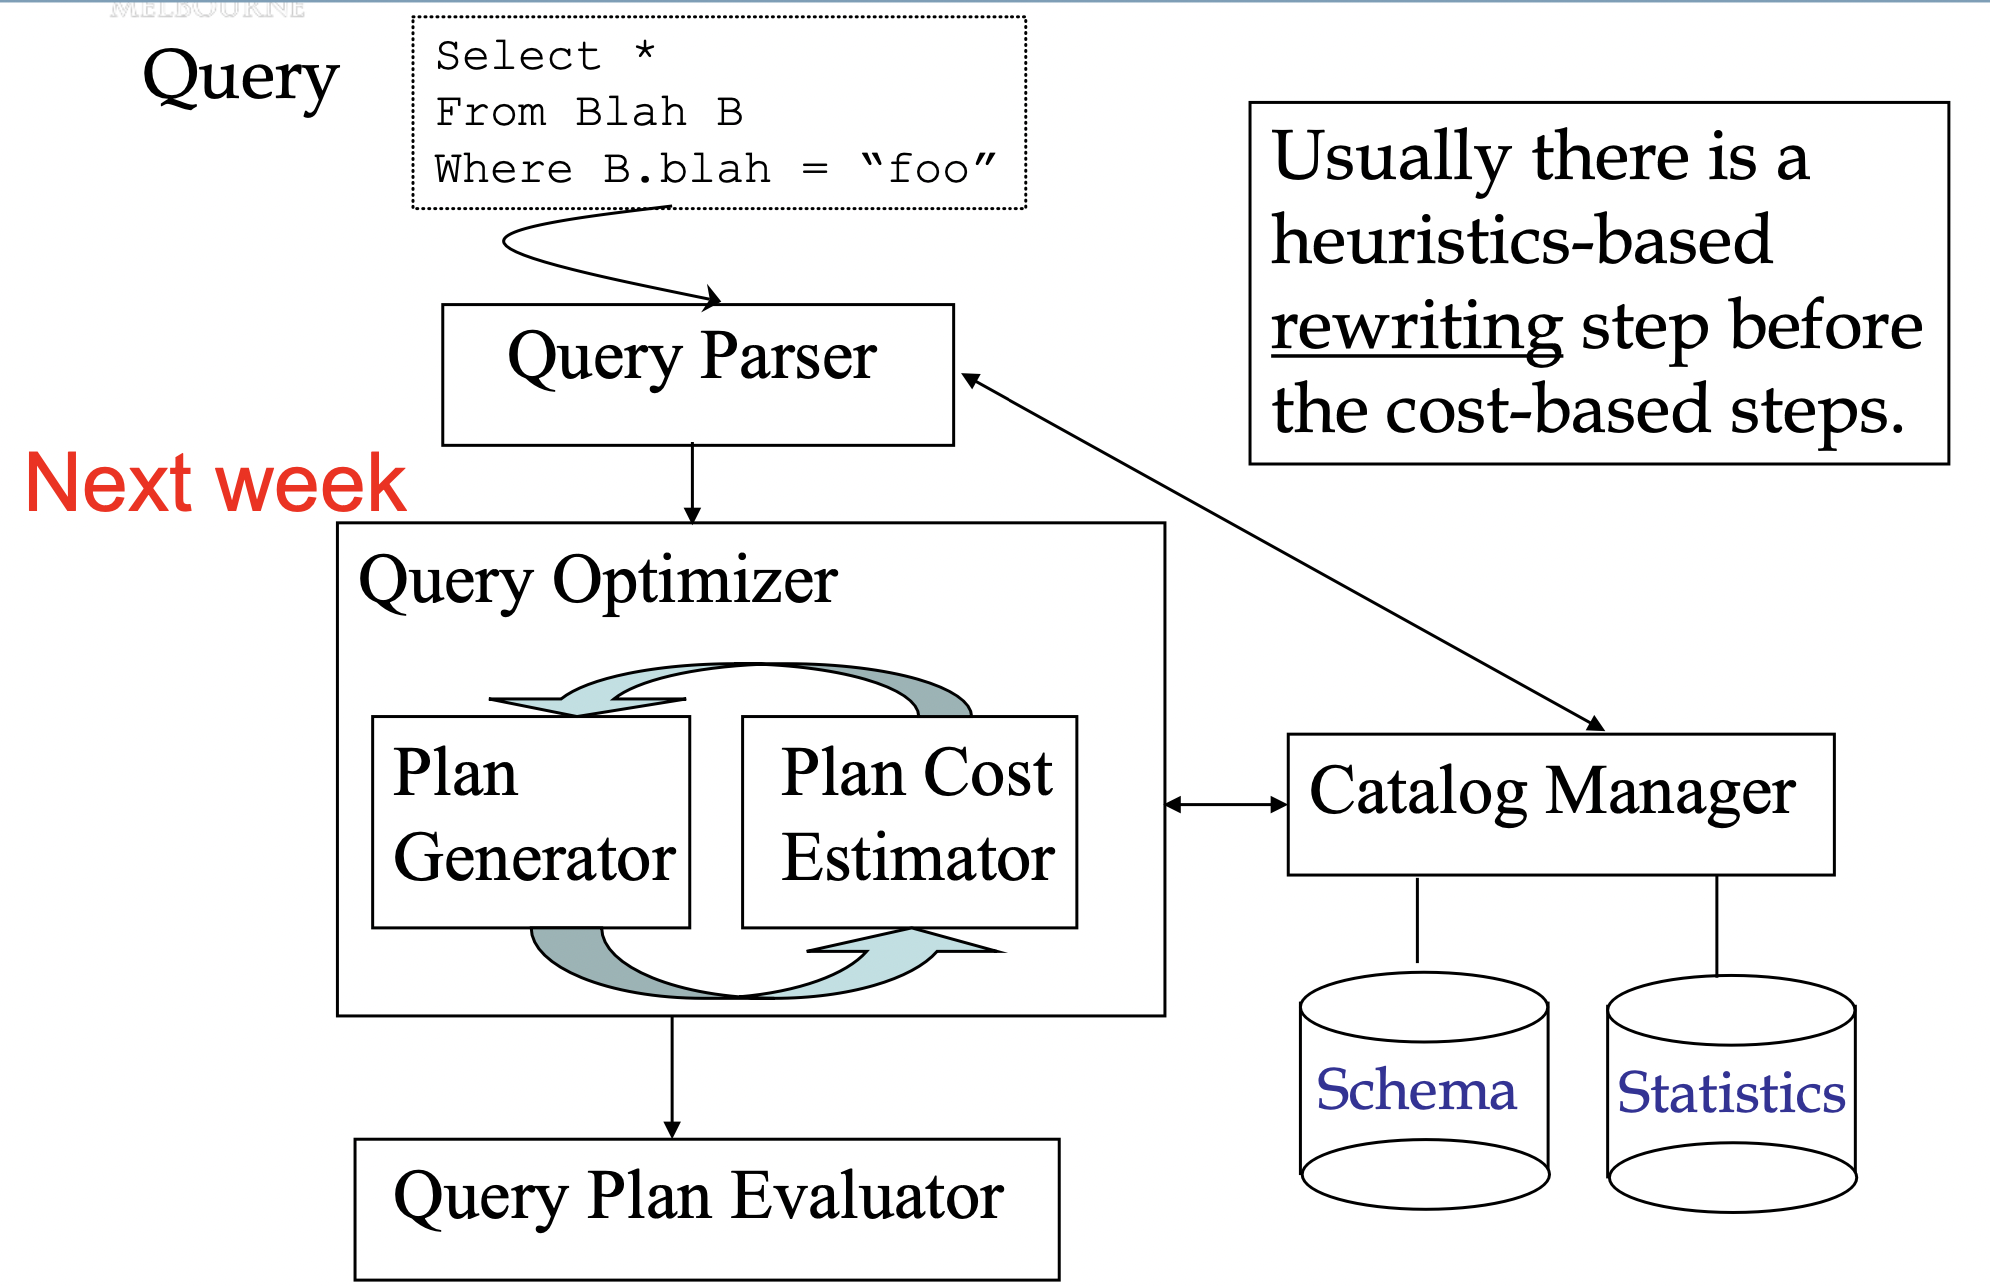 MELBOURNE
Query
Select *
From Blah B
Where B.blah = “foo”
Usually there is a
heuristics-based
rewriting step before
the cost-based steps.
Query Parser
Next week
Query Optimizer
Plan
Generator
Plan Cost
Estimator
Catalog Manager
Schema
Statistics
Query Plan Evaluator